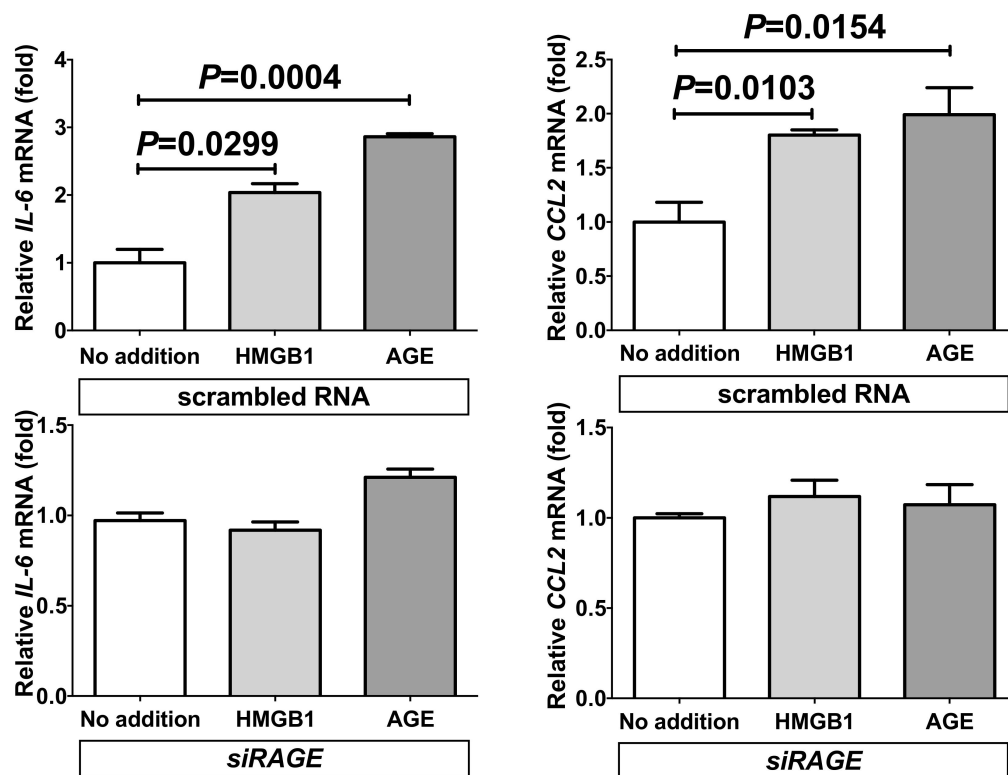 Relative IL-6 mRNA (fold)
4
3
2
1
0
P=0.0004
P=0.0299
No addition HMGB1 AGE
scrambled RNA
Relative CCL2 mRNA (fold)
2.5
2.0
1.5
1.0
0.5
0.0
P=0.0154
P=0.0103
No addition HMGB1 AGE
scrambled RNA
Relative IL-6 mRNA (fold)
1.5
1.0
0.5
0.0
No addition HMGB1 AGE
siRAGE
Relative CCL2 mRNA (fold)
1.5
1.0
0.5
0.0
No addition HMGB1 AGE
siRAGE